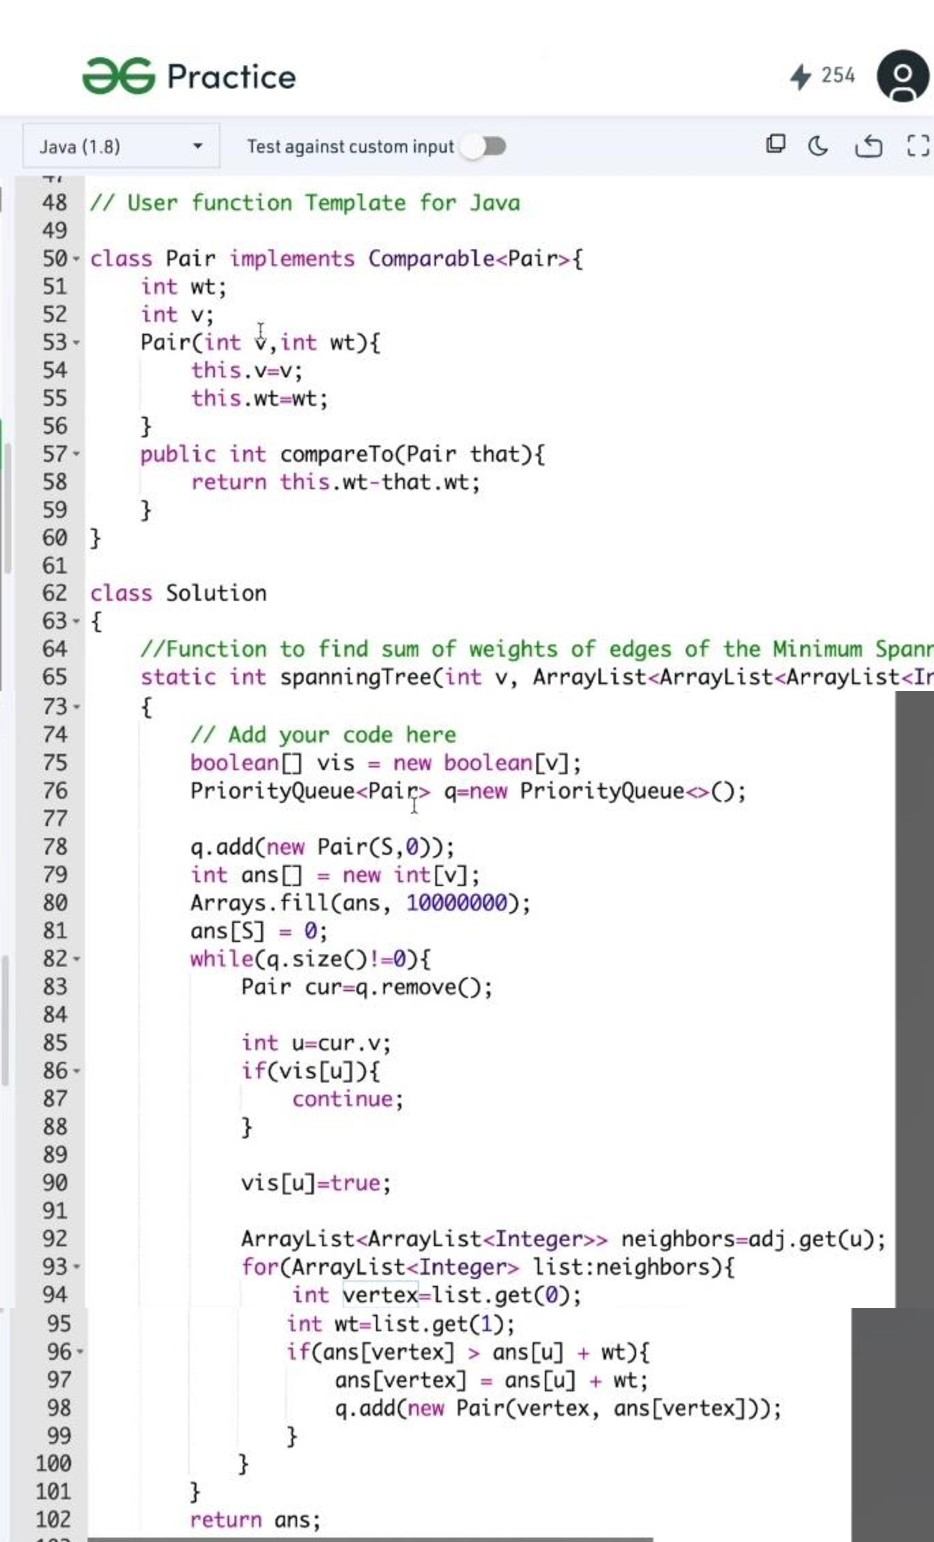 Practice
254
Java (1.8)
Test against custom input
47
48 // User function Template for Java
49
50 class Pair implements Comparable<Pair>{
51     int wt;
52     int v;
53     Pair(int v,int wt){
54         this.v=v;
55         this.wt=wt;
56     }
57     public int compareTo(Pair that){
58         return this.wt-that.wt;
59     }
60 }
61
62 class Solution
63 {
64     //Function to find sum of weights of edges of the Minimum Spann
65     static int spanningTree(int v, ArrayList<ArrayList<ArrayList<In
73     {
74         // Add your code here
75         boolean[] vis = new boolean[v];
76         PriorityQueue<Pair> q=new PriorityQueue<>();
77
78         q.add(new Pair(S,0));
79         int ans[] = new int[v];
80         Arrays.fill(ans, 10000000);
81         ans[S] = 0;
82         while(q.size()!=0){
83             Pair cur=q.remove();
84
85             int u=cur.v;
86             if(vis[u]){
87                 continue;
88             }
89
90             vis[u]=true;
91
92             ArrayList<ArrayList<Integer>> neighbors=adj.get(u);
93             for(ArrayList<Integer> list:neighbors){
94                 int vertex=list.get(0);
95                 int wt=list.get(1);
96                 if(ans[vertex] > ans[u] + wt){
97                     ans[vertex] = ans[u] + wt;
98                     q.add(new Pair(vertex, ans[vertex]));
99                 }
100             }
101         }
102         return ans;